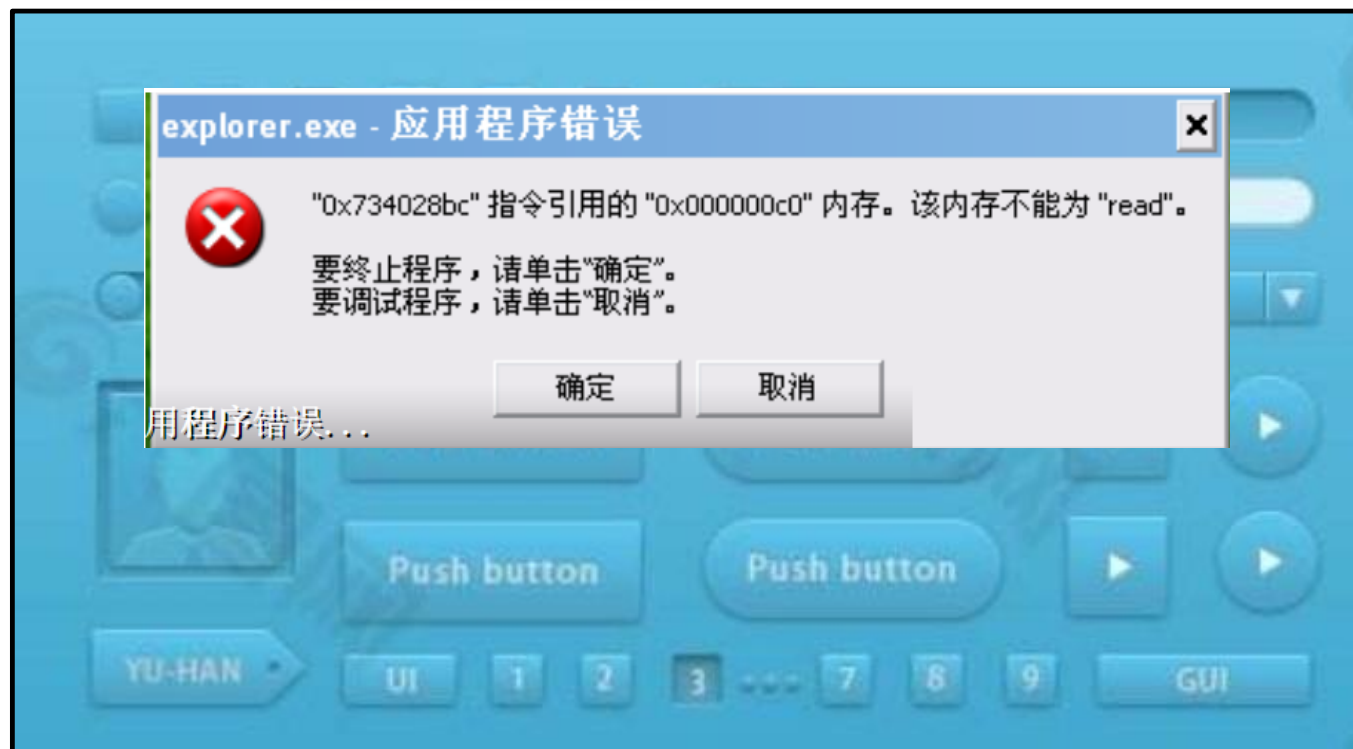 explorer.exe - 应用程序错误
"0x734028bc" 指令引用的 "0x000000c0" 内存。该内存不能为 "read"。
要终止程序，请单击"确定"。
要调试程序，请单击"取消"。
确定 取消
用程序错误...
Push button Push button
YU-HAN UI 1 2 3 --- 7 8 9 GUI